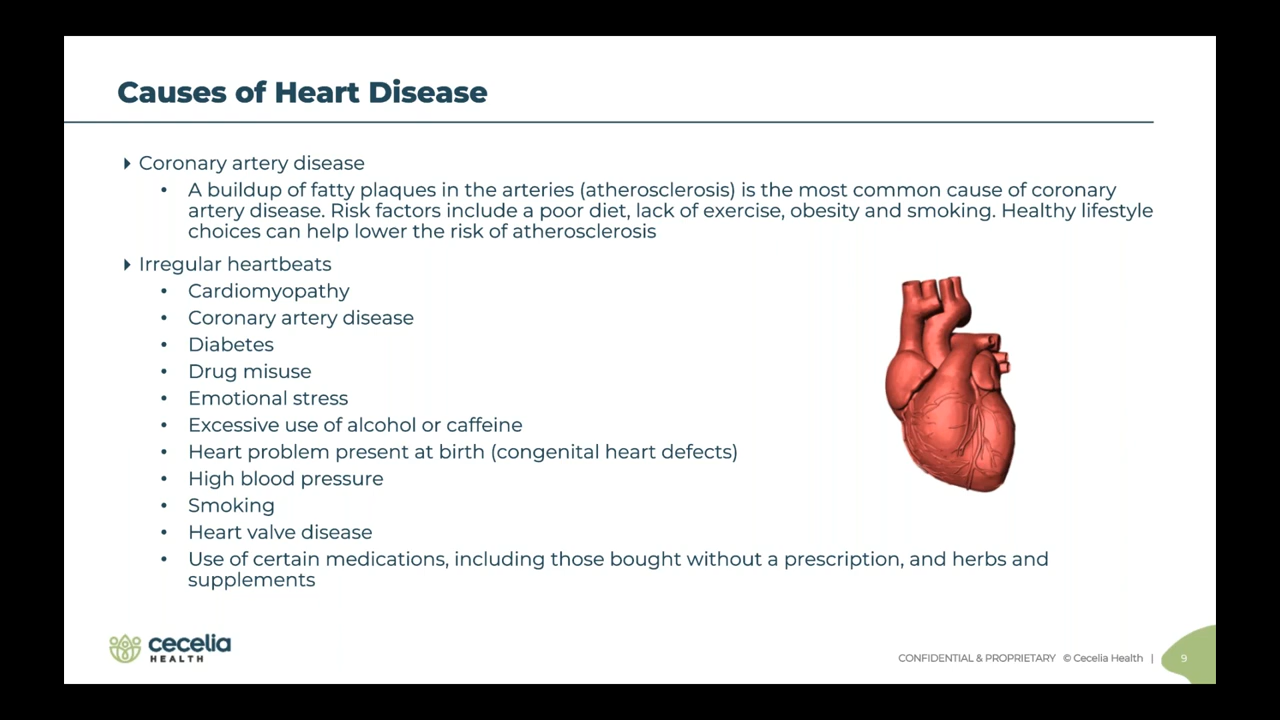 Causes of Heart Disease
Coronary artery disease
• A buildup of fatty plaques in the arteries (atherosclerosis) is the most common cause of coronary
artery disease. Risk factors include a poor diet, lack of exercise, obesity and smoking. Healthy lifestyle
choices can help lower the risk of atherosclerosis
Irregular heartbeats
• Cardiomyopathy
• Coronary artery disease
• Diabetes
• Drug misuse
• Emotional stress
• Excessive use of alcohol or caffeine
• Heart problem present at birth (congenital heart defects)
• High blood pressure
• Smoking
• Heart valve disease
• Use of certain medications, including those bought without a prescription, and herbs and
supplements
cecelia
HEALTH
CONFIDENTIAL & PROPRIETARY © Cecelia Health | 9